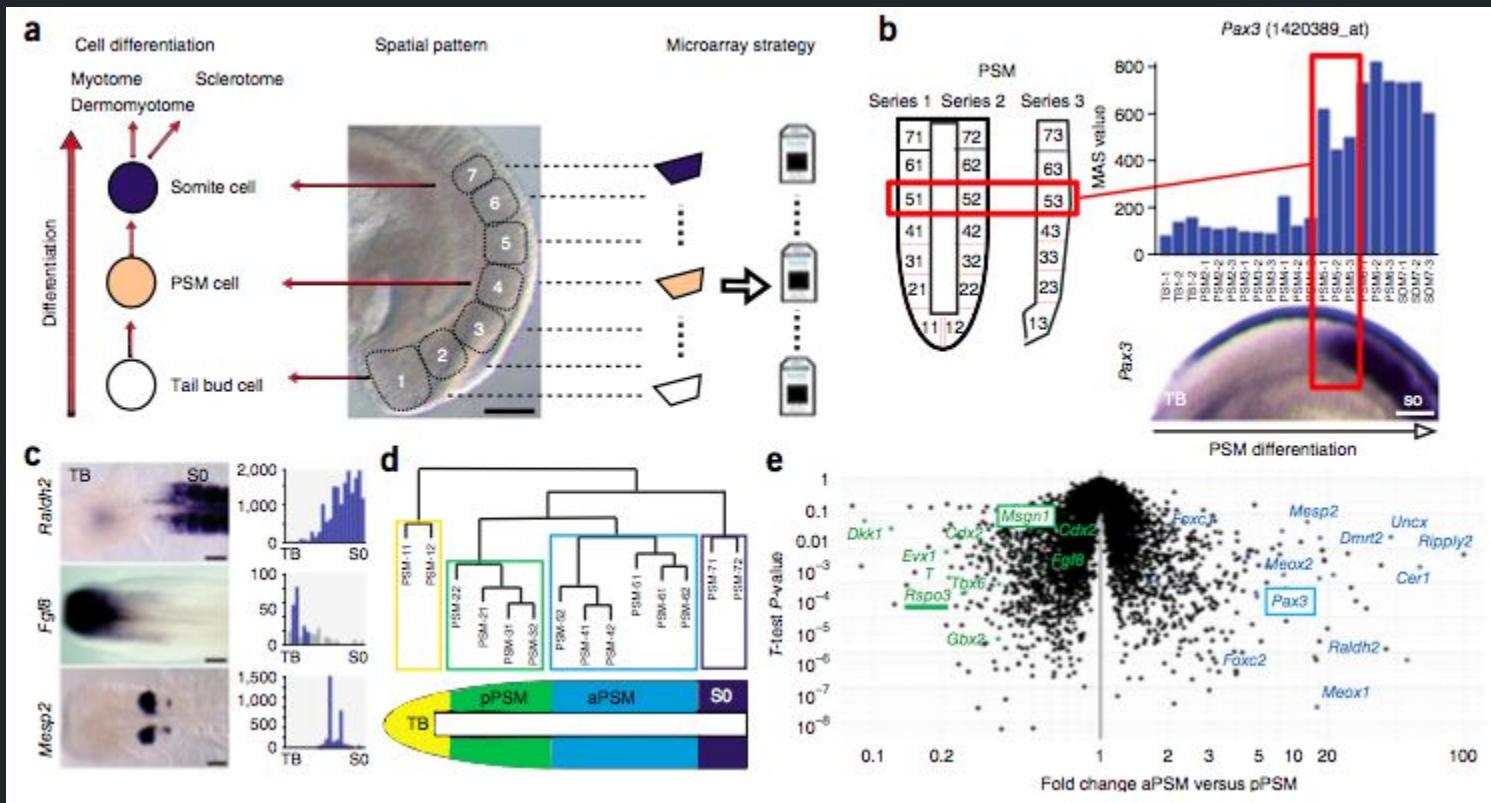 a
Cell differentiation
Spatial pattern
Microarray strategy
Myotome
Sclerotome
Dermomyotome
Differentiation
Somite cell
PSM cell
Tail bud cell
7
6
5
4
3
2
1
b
PSM
Series 1 Series 2 Series 3
71 72 73
61 62 63
51 52 53
41 42 43
31 32 33
21 22 23
11 12 13
Pax3 (1420389_at)
MAS value
800
600
400
200
0
TB1-1
TB1-2
TB1-2
PSM2-1
PSM2-2
PSM2-3
PSM3-1
PSM3-2
PSM3-3
PSM4-1
PSM4-2
PSM5-1
PSM5-2
PSM5-3
PSM6-2
PSM6-3
SOM7-1
SOM7-2
SOM7-3
Pax3
TB
SO
PSM differentiation
c
TB S0
Raldh2
2,000
1,000
0
TB S0
Fgf8
100
50
0
TB S0
Mesp2
1,500
1,000
500
0
TB S0
d
PSM-11
PSM-12
PSM-22
PSM-21
PSM-31
PSM-32
PSM-52
PSM-41
PSM-42
PSM-51
PSM-61
PSM-62
PSM-71
PSM-72
TB
pPSM
aPSM
S0
e
T-test P-value
1
0.1
0.01
10−3
10−4
10−5
10−6
10−7
10−8
Dkk1
Cdx2
Msgn1
Cdx2
Evx1
Fgf8
T
Tbx6
Rspo3
Gbx2
Mesp2
Uncx
Dmrt2
Ripply2
Meox2
Cer1
Pax3
Raldh2
Foxc2
Meox1
0.1 0.2 1 2 3 5 10 20 100
Fold change aPSM versus pPSM